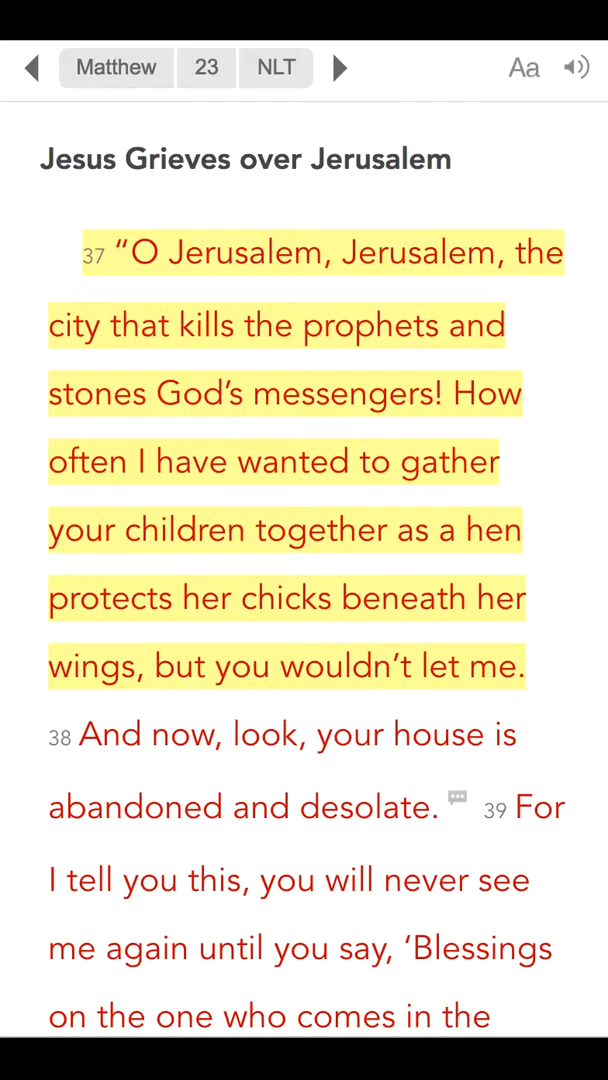 Matthew 23 NLT Aa
Jesus Grieves over Jerusalem
37 “O Jerusalem, Jerusalem, the
city that kills the prophets and
stones God’s messengers! How
often I have wanted to gather
your children together as a hen
protects her chicks beneath her
wings, but you wouldn’t let me.
38 And now, look, your house is
abandoned and desolate. 39 For
I tell you this, you will never see
me again until you say, ‘Blessings
on the one who comes in the